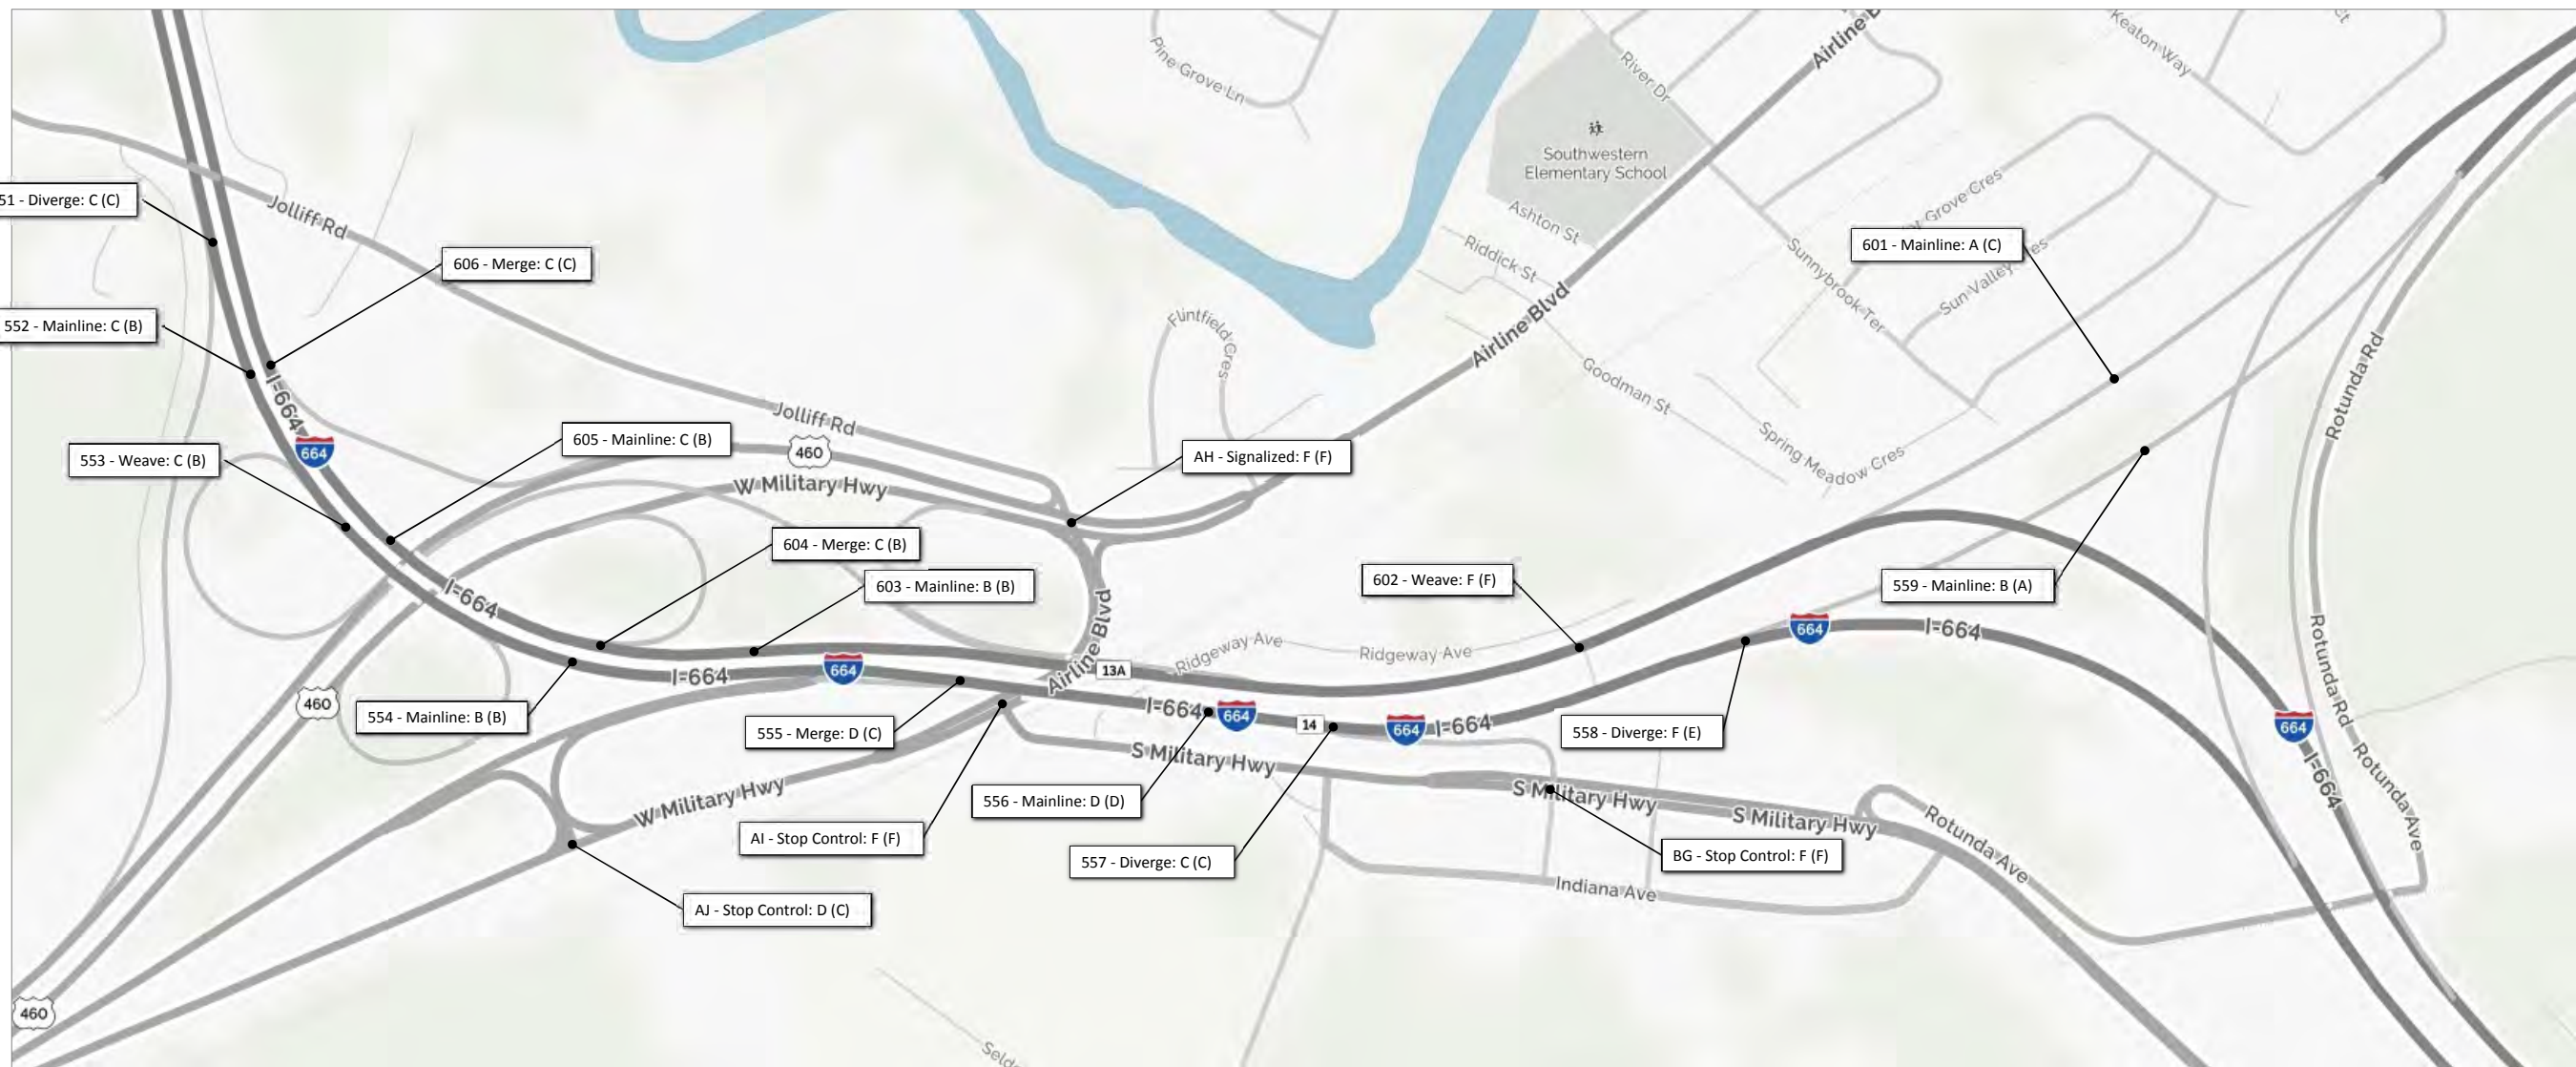 Airline B
Keaton Way
Ct
Pine Grove Ln
River Dr
Southwestern
Elementary School
51 - Diverge: C (C)
Jolliff Rd
Ashton St
Grove Cres
606 - Merge: C (C)
Riddick St
601 - Mainline: A (C)
Sunnybrook Ter
Sun Valley
es
552 - Mainline: C (B)
Flintfield Cres
Airline Blvd
Rotunda Rd
I-664
Goodman St
Jolliff Rd
605 - Mainline: C (B)
664
460
553 - Weave: C (B)
AH - Signalized: F (F)
Spring Meadow Cres
W Military Hwy
604 - Merge: C (B)
603 - Mainline: B (B)
602 - Weave: F (F)
559 - Mainline: B (A)
I-664
Airline Blvd
Ridgeway Ave
Ridgeway Ave
664
I-664
Rotunda Rd
13A
664
I-664
460
554 - Mainline: B (B)
555 - Merge: D (C)
I-664
664
14
664
I-664
558 - Diverge: F (E)
664
I-664
Rotunda Ave
S Military Hwy
W Military Hwy
556 - Mainline: D (D)
S Military Hwy
S Military Hwy
Rotunda Ave
AI - Stop Control: F (F)
557 - Diverge: C (C)
BG - Stop Control: F (F)
Indiana Ave
AJ - Stop Control: D (C)
460
Seld